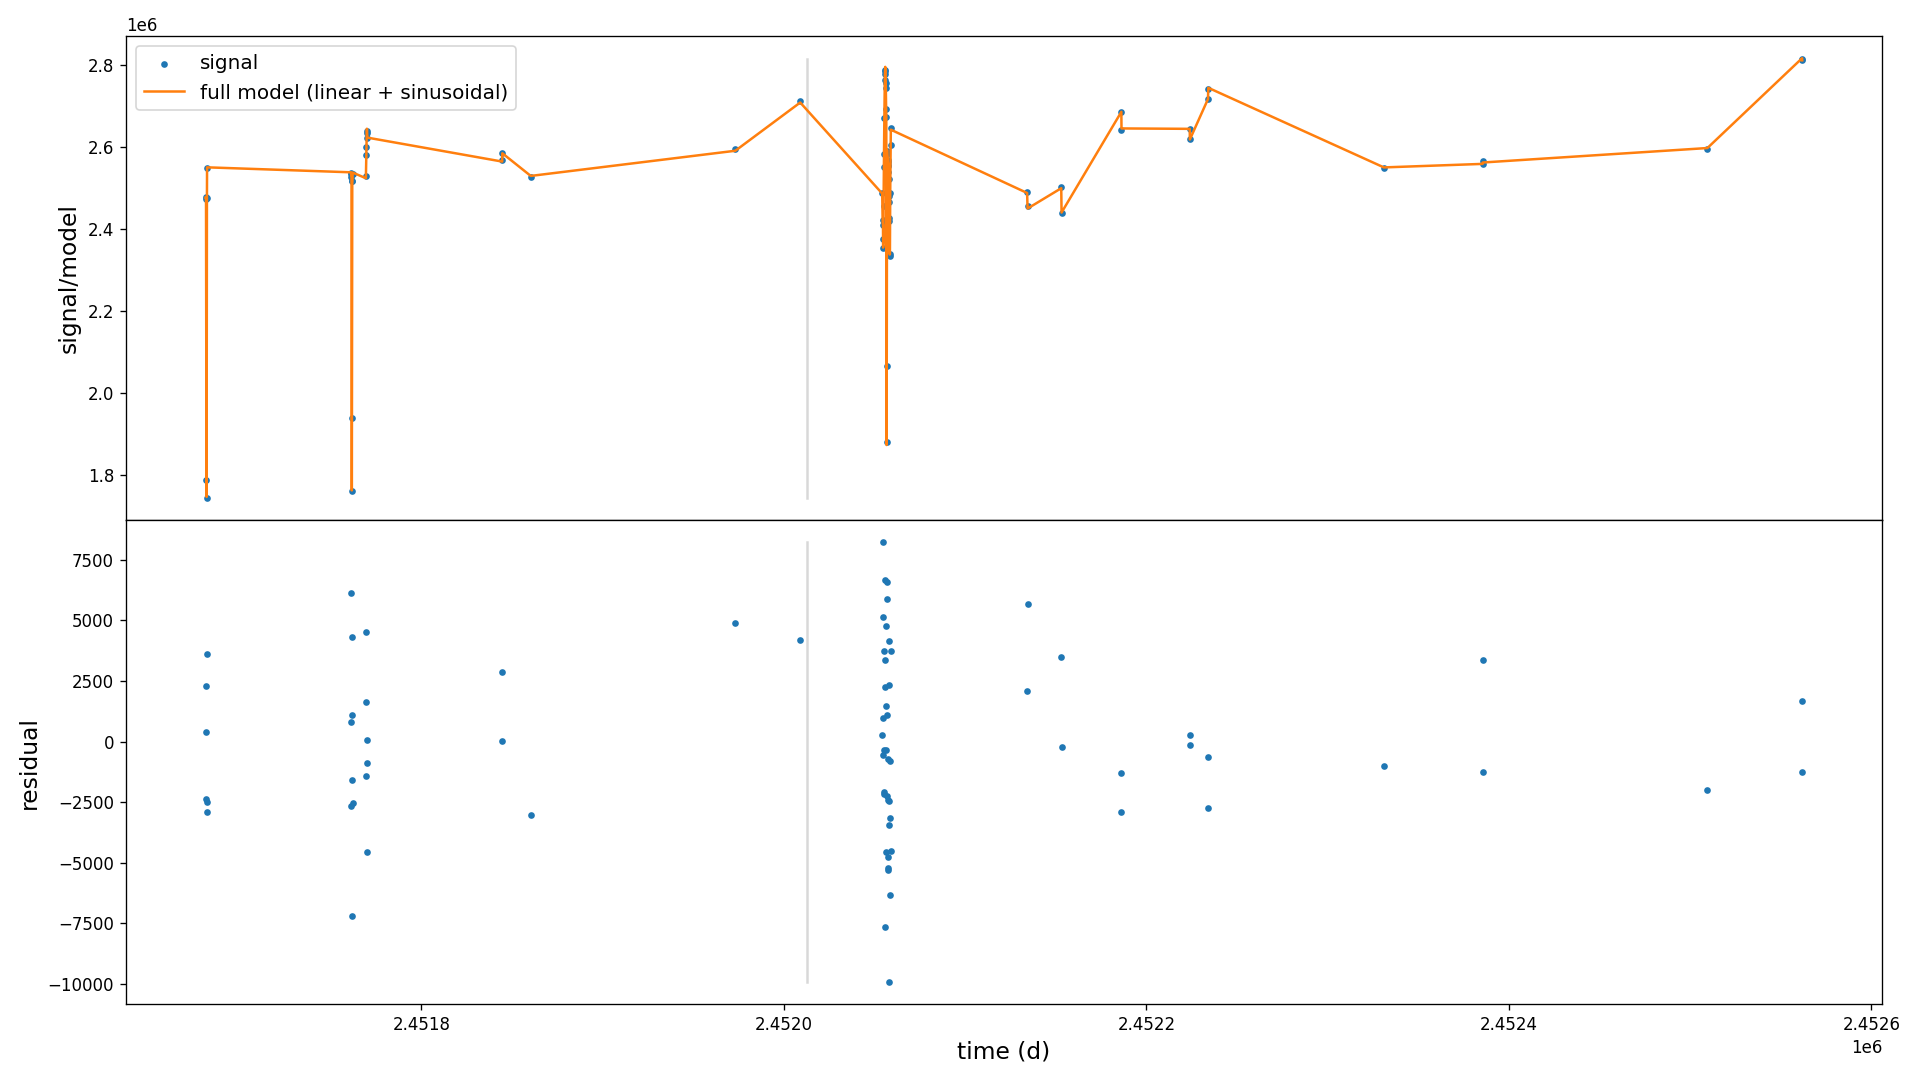 1e6
signal
full model (linear + sinusoidal)
signal/model
2.8
2.6
2.4
2.2
2.0
1.8
residual
7500
5000
2500
0
−2500
−5000
−7500
−10000
2.4518
2.4520
2.4522
2.4524
2.4526
1e6
time (d)